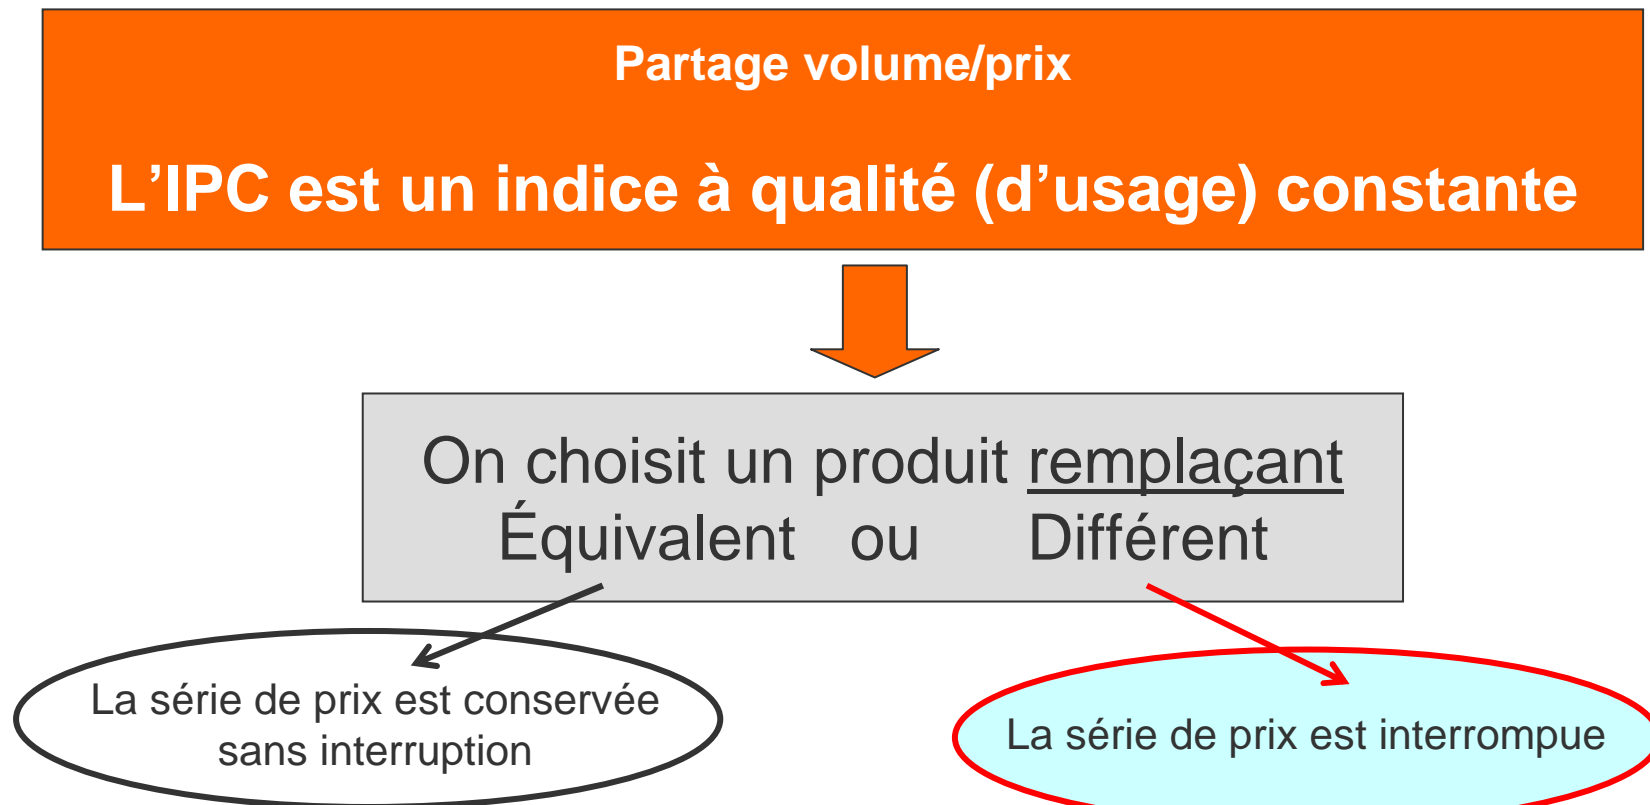 Partage volume/prix
L’IPC est un indice à qualité (d’usage) constante
On choisit un produit remplaçant
Équivalent ou Différent
La série de prix est conservée
sans interruption
La série de prix est interrompue